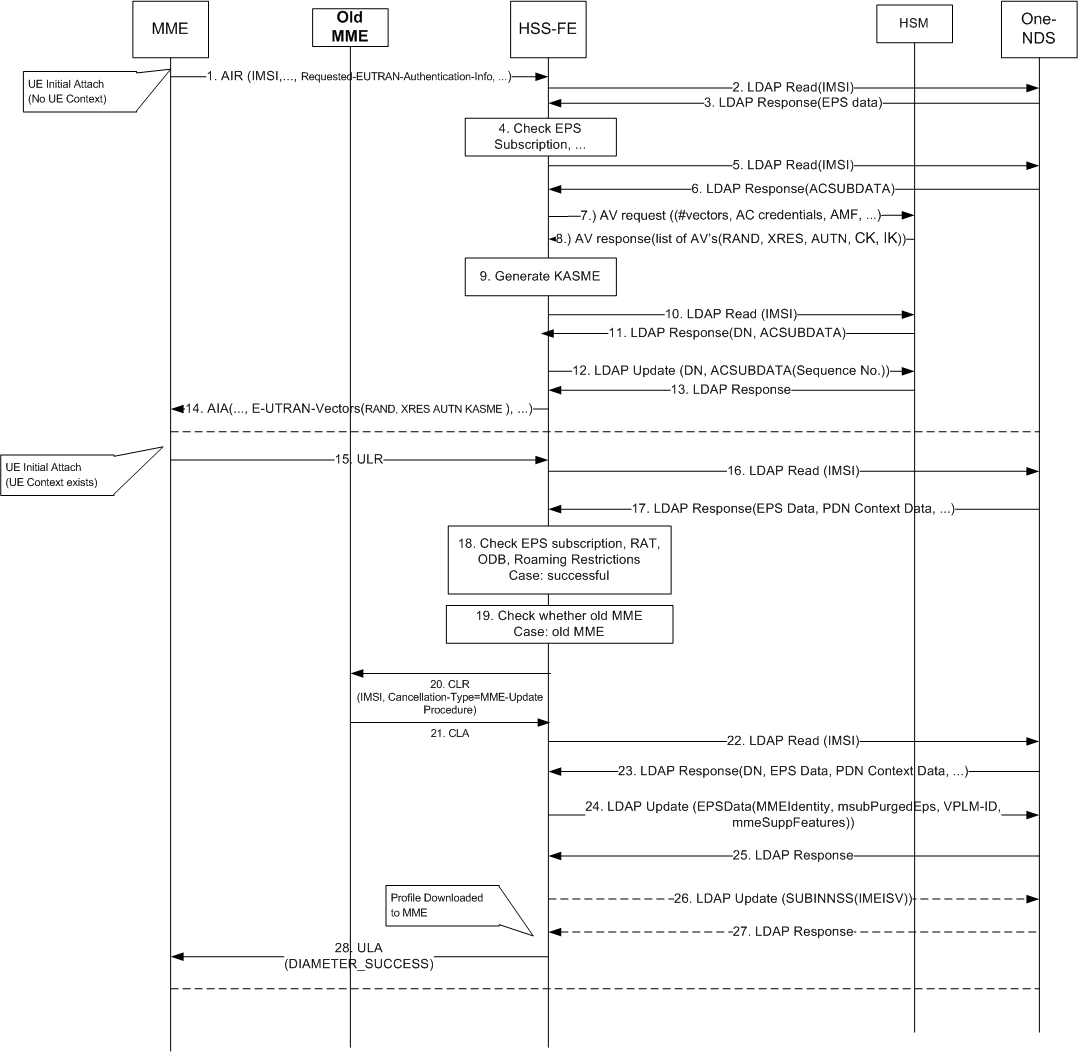 MME
Old
MME
HSS-FE
HSM
One-
NDS
UE Initial Attach
(No UE Context)
1. AIR (IMSI,..., Requested-EUTRAN-Authentication-Info, ...)
2. LDAP Read(IMSI)
3. LDAP Response(EPS data)
4. Check EPS
Subscription, ...
5. LDAP Read(IMSI)
6. LDAP Response(ACSUBDATA)
7.) AV request ((#vectors, AC credentials, AMF, ...)
8.) AV response(list of AV's(RAND, XRES, AUTN, CK, IK))
9. Generate KASME
10. LDAP Read (IMSI)
11. LDAP Response(DN, ACSUBDATA)
12. LDAP Update (DN, ACSUBDATA(Sequence No.))
13. LDAP Response
14. AIA(..., E-UTRAN-Vectors(RAND, XRES AUTN KASME ), ...)
UE Initial Attach
(UE Context exists)
15. ULR
16. LDAP Read (IMSI)
17. LDAP Response(EPS Data, PDN Context Data, ...)
18. Check EPS subscription, RAT,
ODB, Roaming Restrictions
Case: successful
19. Check whether old MME
Case: old MME
20. CLR
(IMSI, Cancellation-Type=MME-Update
Procedure)
21. CLA
22. LDAP Read (IMSI)
23. LDAP Response(DN, EPS Data, PDN Context Data, ...)
24. LDAP Update (EPSData(MMEIdentity, msubPurgedEps, VPLM-ID,
mmeSuppFeatures))
25. LDAP Response
Profile Downloaded
to MME
26. LDAP Update (SUBINNSS(IMEISV))
27. LDAP Response
28. ULA
(DIAMETER_SUCCESS)